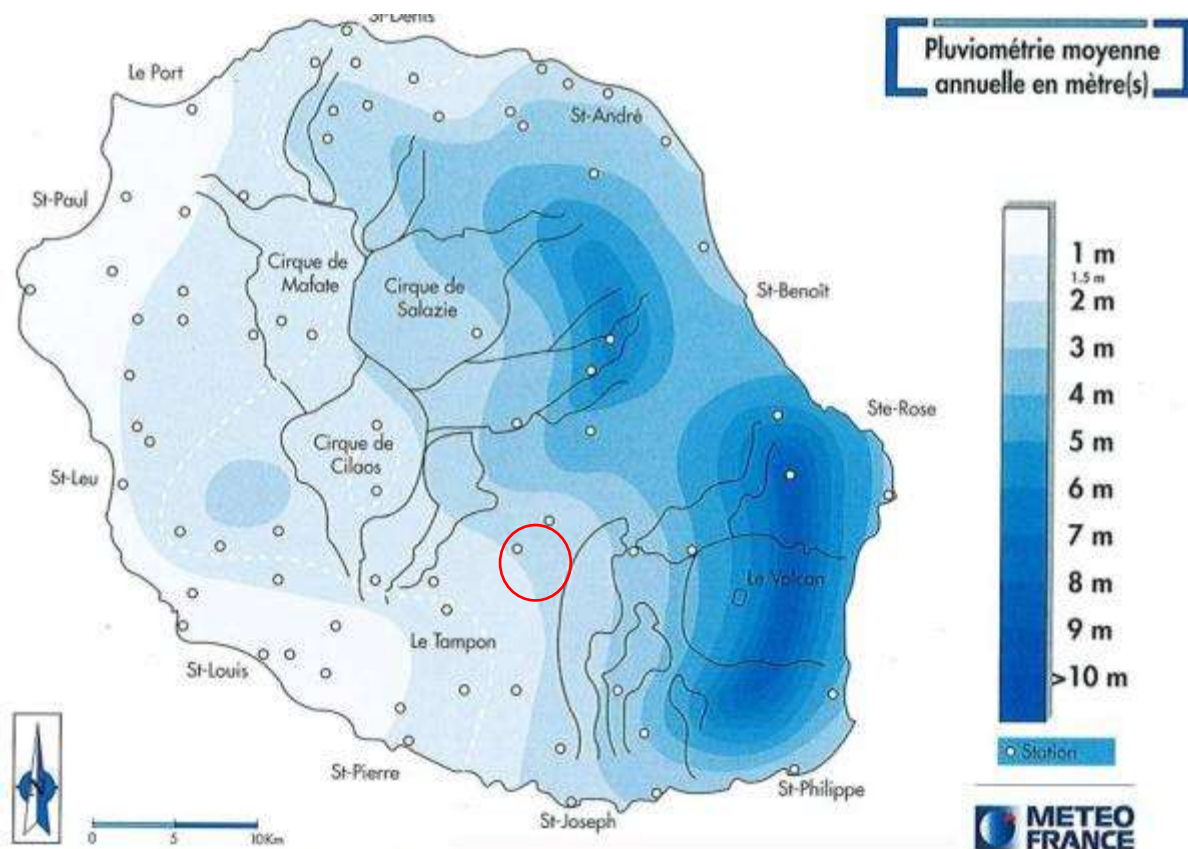 St-Denis
Pluviométrie moyenne
annuelle en mètre(s)
Le Port
St-André
St-Paul
Cirque de
Mafate
Cirque de
Salazie
St-Benoît
1 m
1.5 m
2 m
3 m
4 m
5 m
6 m
7 m
8 m
9 m
>10 m
Ste-Rose
Cirque de
Cilaos
St-Leu
Le Volcan
Le Tampon
St-Louis
Station
St-Pierre
St-Philippe
St-Joseph
N
0 5 10Km
METEO
FRANCE